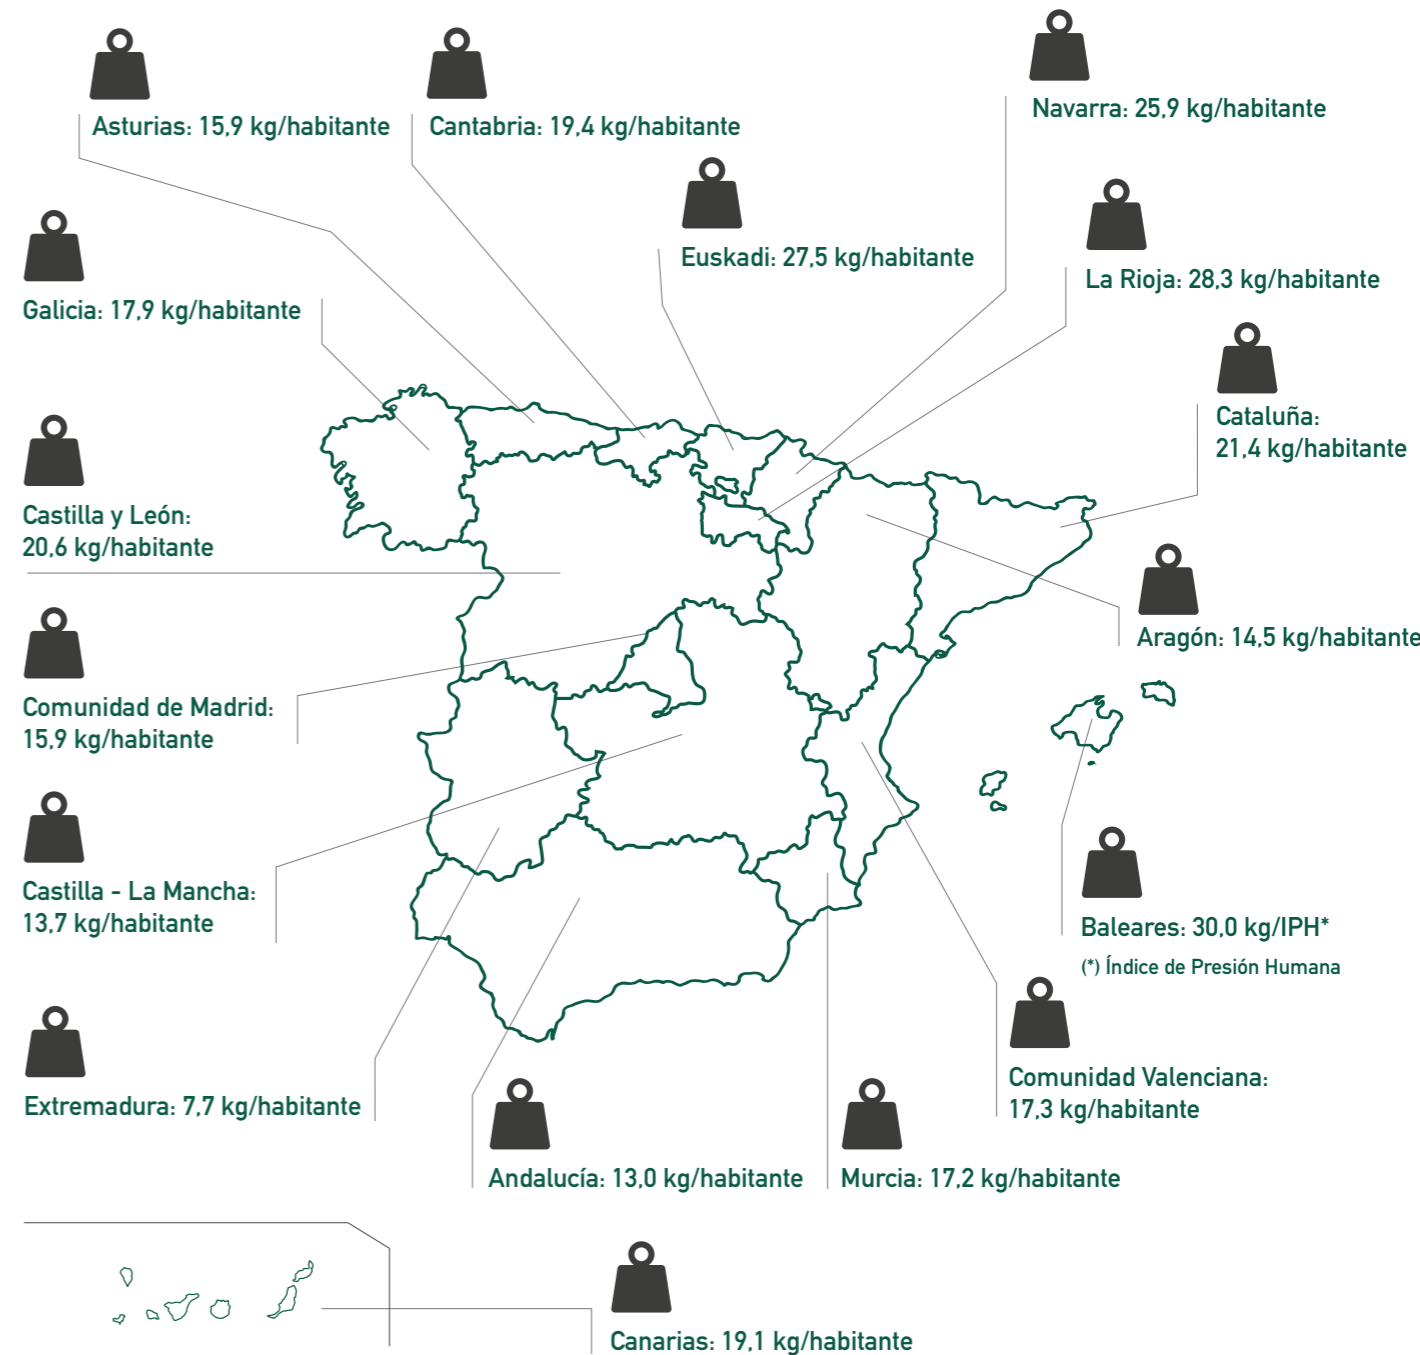 Navarra: 25,9 kg/habitante
Asturias: 15,9 kg/habitante
Cantabria: 19,4 kg/habitante
Euskadi: 27,5 kg/habitante
La Rioja: 28,3 kg/habitante
Galicia: 17,9 kg/habitante
Cataluña:
21,4 kg/habitante
Castilla y León:
20,6 kg/habitante
Aragón: 14,5 kg/habitante
Comunidad de Madrid:
15,9 kg/habitante
Castilla - La Mancha:
13,7 kg/habitante
Baleares: 30,0 kg/IPH*
(*) Índice de Presión Humana
Extremadura: 7,7 kg/habitante
Comunidad Valenciana:
17,3 kg/habitante
Andalucía: 13,0 kg/habitante
Murcia: 17,2 kg/habitante
Canarias: 19,1 kg/habitante